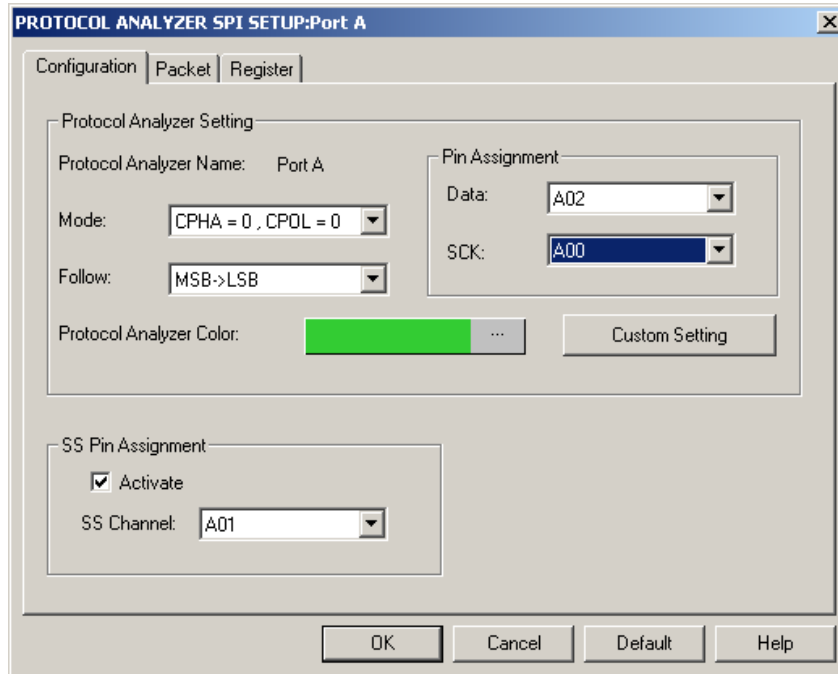 PROTOCOL ANALYZER SPI SETUP:Port A
Configuration Packet Register
Protocol Analyzer Setting
Protocol Analyzer Name: Port A
Mode: CPHA = 0 , CPOL = 0
Follow: MSB->LSB
Pin Assignment
Data: A02
SCK: A00
Protocol Analyzer Color: ... Custom Setting
SS Pin Assignment
Activate
SS Channel: A01
OK Cancel Default Help